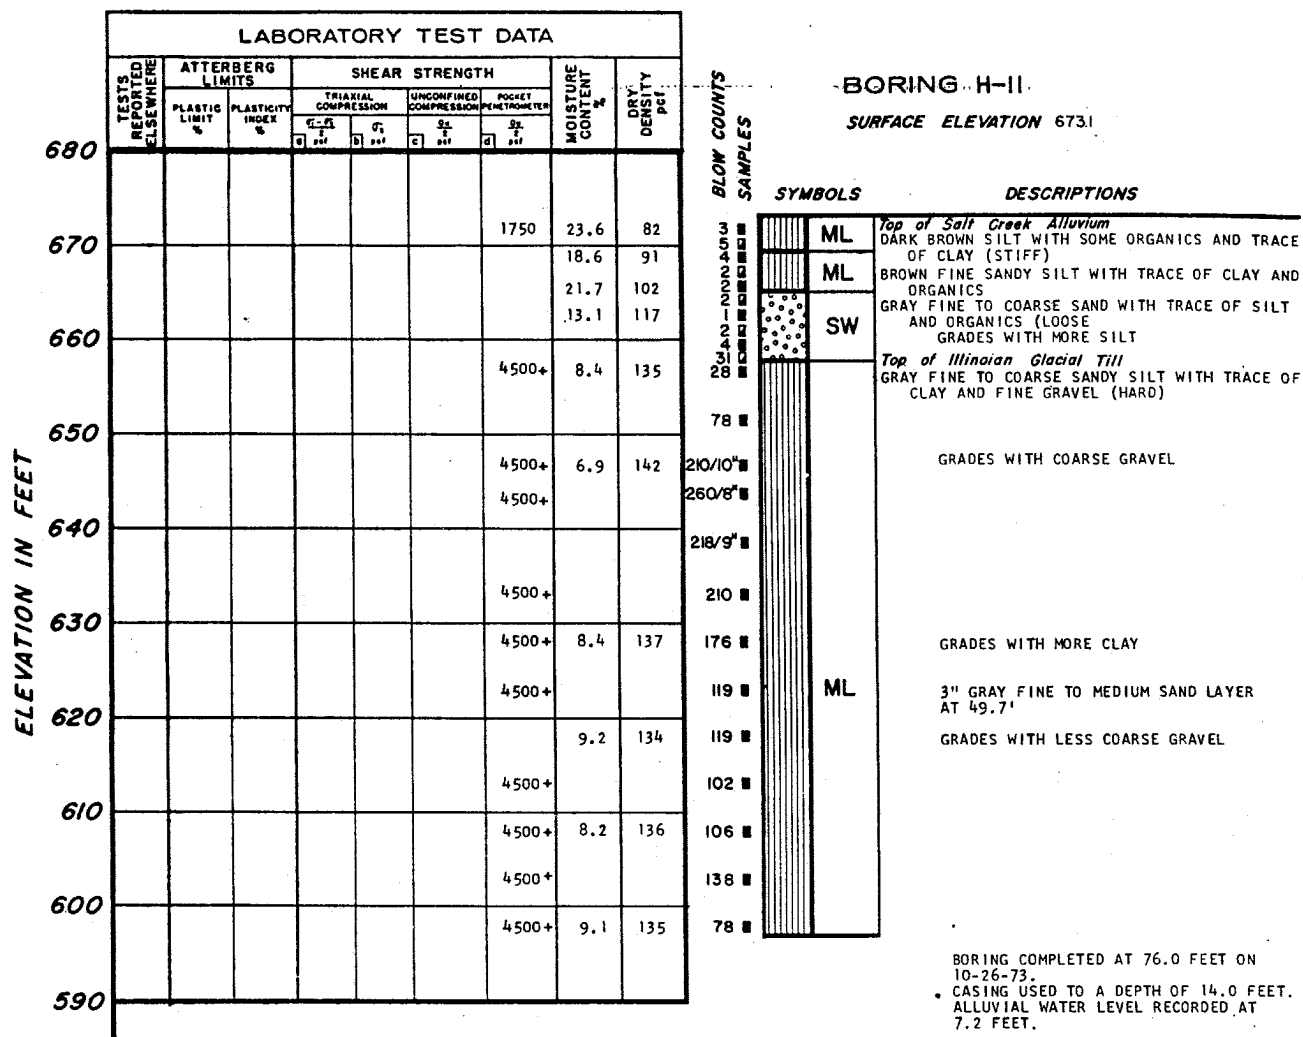 LABORATORY TEST DATA
TESTS REPORTED ELSEWHERE
ATTERBERG LIMITS
SHEAR STRENGTH
MOISTURE CONTENT %
DRY DENSITY pcf
PLASTIC LIMIT %
PLASTICITY INDEX %
TRIAXIAL COMPRESSION
UNCONFINED COMPRESSION
POCKET PENETROMETER
a psf
b psf
c psf
d psf
BLOW COUNTS
SAMPLES
BORING H-11
SURFACE ELEVATION 673.1
SYMBOLS
DESCRIPTIONS
ELEVATION IN FEET
680
1750 23.6 82 3 ML Top of Salt Creek Alluvium
670 5 DARK BROWN SILT WITH SOME ORGANICS AND TRACE
18.6 91 4 OF CLAY (STIFF)
2 ML BROWN FINE SANDY SILT WITH TRACE OF CLAY AND
21.7 102 2 ORGANICS
2 GRAY FINE TO COARSE SAND WITH TRACE OF SILT
13.1 117 1 SW AND ORGANICS (LOOSE
660 2 GRADES WITH MORE SILT
4
31 Top of Illinoian Glacial Till
4500+ 8.4 135 28 GRAY FINE TO COARSE SANDY SILT WITH TRACE OF
CLAY AND FINE GRAVEL (HARD)
78
650
4500+ 6.9 142 210/10" GRADES WITH COARSE GRAVEL
4500+ 260/8"
640
218/9"
4500+ 210
630
4500+ 8.4 137 176 GRADES WITH MORE CLAY
4500+ 119 ML 3" GRAY FINE TO MEDIUM SAND LAYER
AT 49.7'
620
9.2 134 119 GRADES WITH LESS COARSE GRAVEL
4500+ 102
610
4500+ 8.2 136 106
4500+ 138
600
4500+ 9.1 135 78
590
BORING COMPLETED AT 76.0 FEET ON
10-26-73.
CASING USED TO A DEPTH OF 14.0 FEET.
ALLUVIAL WATER LEVEL RECORDED AT
7.2 FEET.